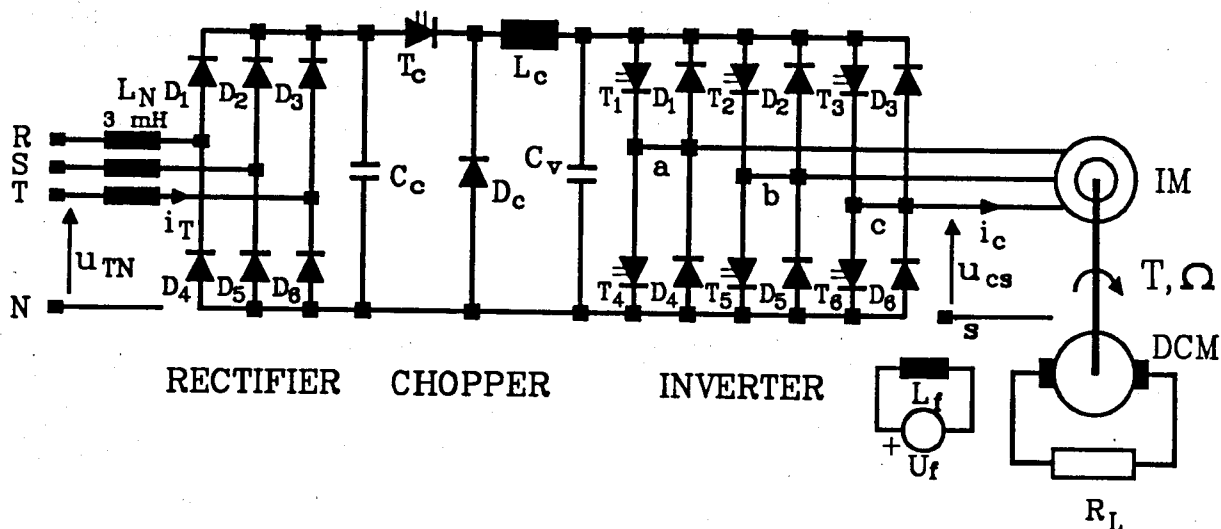 T_c
L_c
L_N D_1 D_2 D_3
3 mH
T_1 D_1 T_2 D_2 T_3 D_3
R
S
T
i_T
C_c
D_c
C_v
a
b
c
i_c
IM
u_TN
u_cs
T, Ω
D_4 D_5 D_6
T_4 D_4 T_5 D_5 T_6 D_6
N
s
DCM
RECTIFIER CHOPPER INVERTER
L_f
+
U_f
R_L